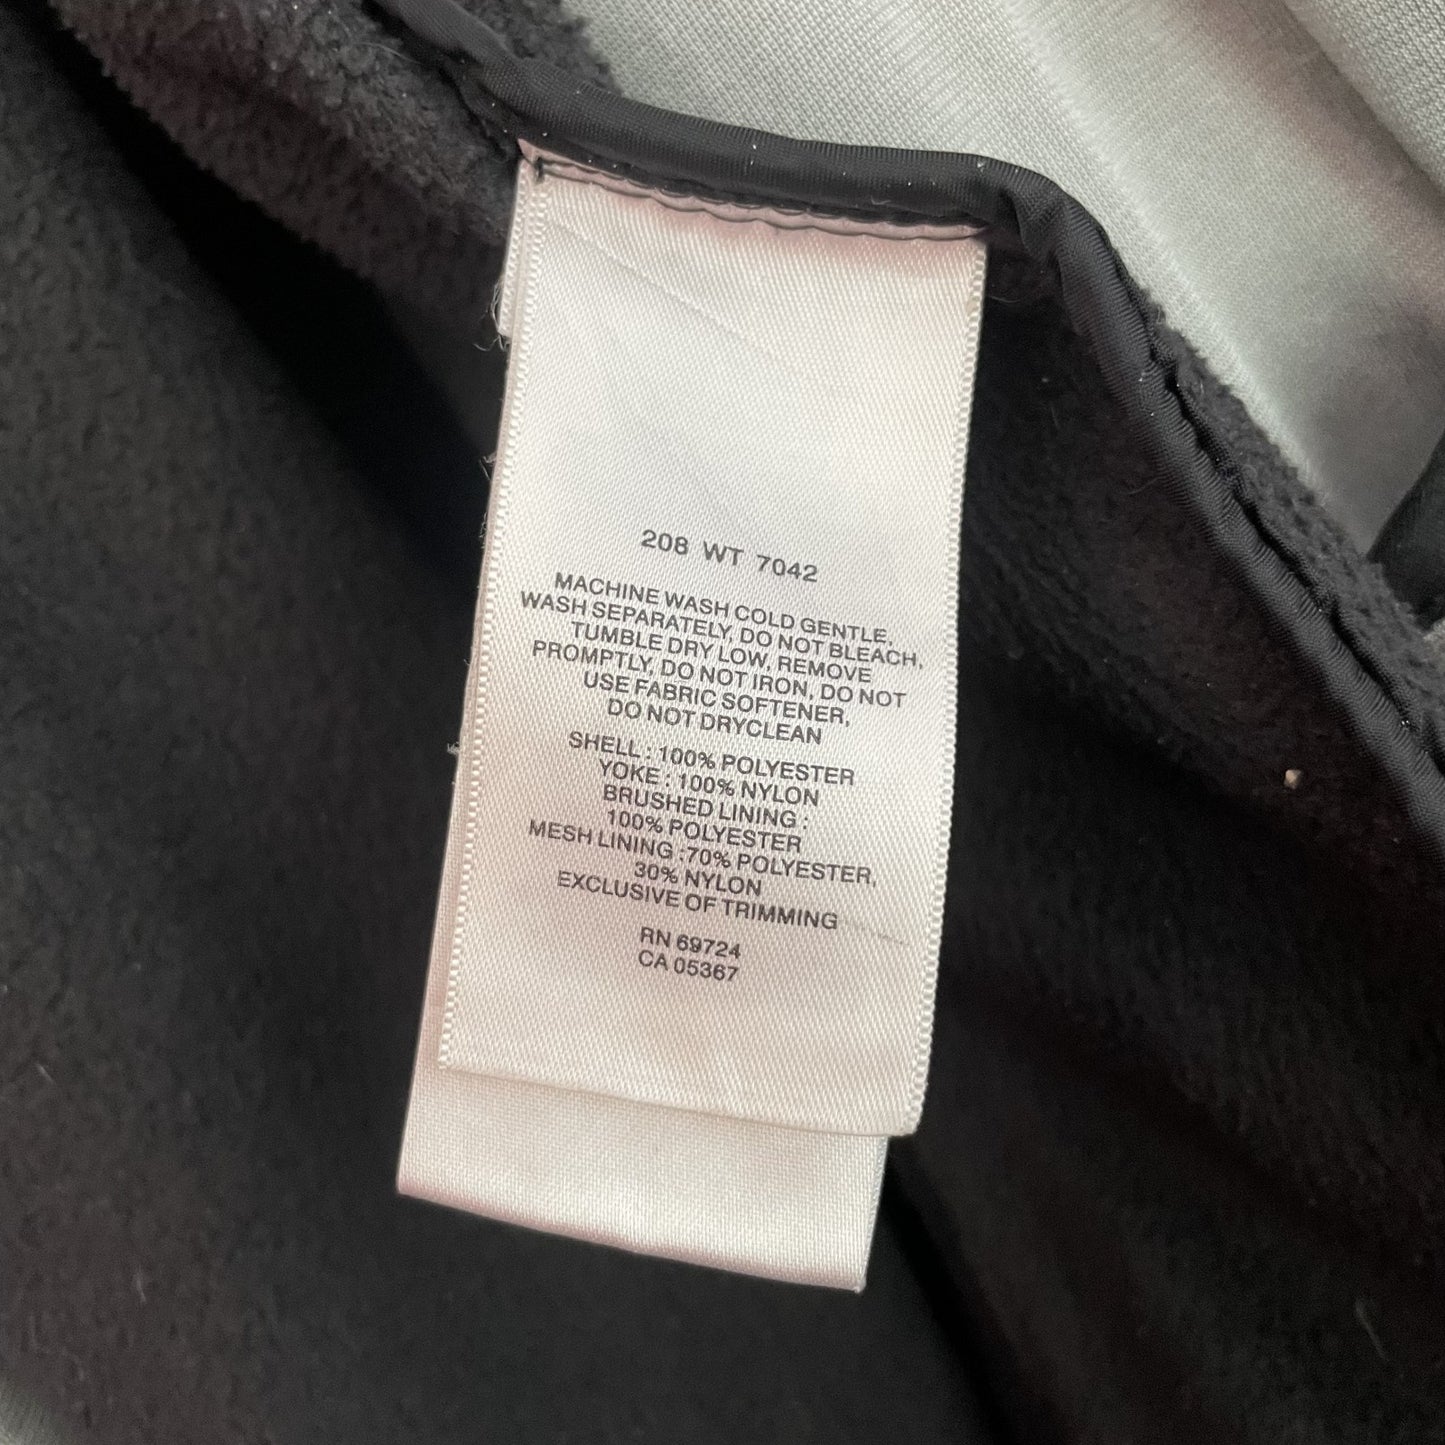 208 WT 7042
MACHINE WASH COLD GENTLE,
WASH SEPARATELY, DO NOT BLEACH,
TUMBLE DRY LOW, REMOVE
PROMPTLY, DO NOT IRON, DO NOT
USE FABRIC SOFTENER,
DO NOT DRYCLEAN
SHELL : 100% POLYESTER
YOKE : 100% NYLON
BRUSHED LINING :
100% POLYESTER
MESH LINING :70% POLYESTER,
30% NYLON
EXCLUSIVE OF TRIMMING
RN 69724
CA 05367